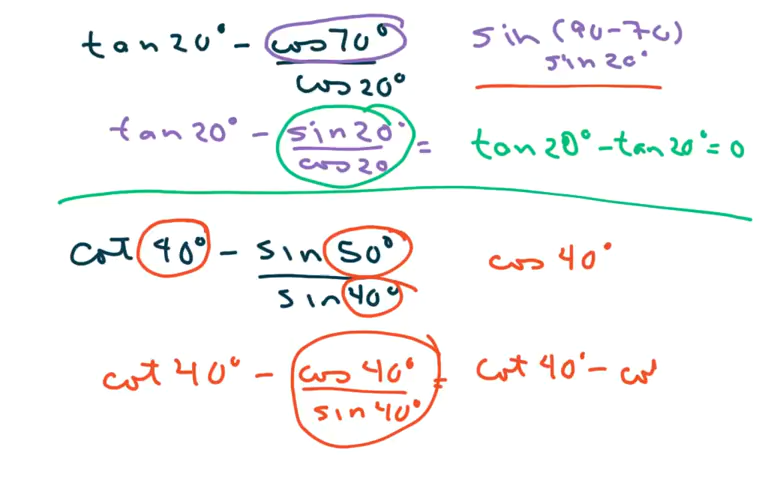 tan 20° - cos 70° / cos 20°
sin (90-70)
sin 20°
tan 20° - sin 20° / cos 20 = tan 20° - tan 20° = 0
cot 40° - sin 50° / sin 40°
cos 40°
cot 40° - cos 40° / sin 40° = cot 40° - cot